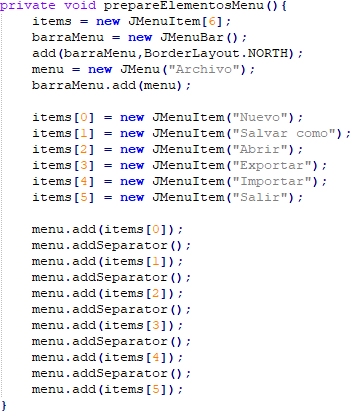 private void prepareElementosMenu(){
items = new JMenuItem[6];
barraMenu = new JMenuBar();
add(barraMenu,BorderLayout.NORTH);
menu = new JMenu("Archivo");
barraMenu.add(menu);
items[0] = new JMenuItem("Nuevo");
items[1] = new JMenuItem("Salvar como");
items[2] = new JMenuItem("Abrir");
items[3] = new JMenuItem("Exportar");
items[4] = new JMenuItem("Importar");
items[5] = new JMenuItem("Salir");
menu.add(items[0]);
menu.addSeparator();
menu.add(items[1]);
menu.addSeparator();
menu.add(items[2]);
menu.addSeparator();
menu.add(items[3]);
menu.addSeparator();
menu.add(items[4]);
menu.addSeparator();
menu.add(items[5]);
}